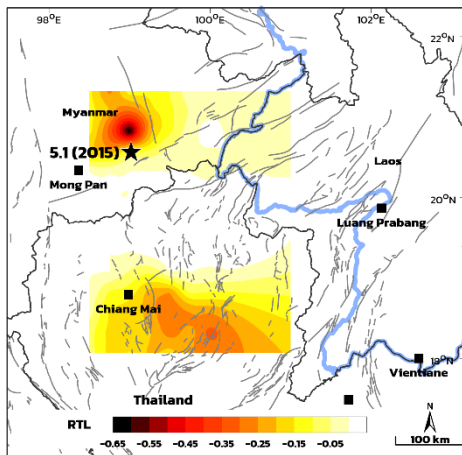 98°E 100°E 102°E
22°N
Myanmar
5.1 (2015)
Mong Pan
Laos
20°N
Luang Prabang
Chiang Mai
18°N
Vientiane
Thailand
RTL
−0.65 −0.55 −0.45 −0.35 −0.25 −0.15 −0.05
N
100 km